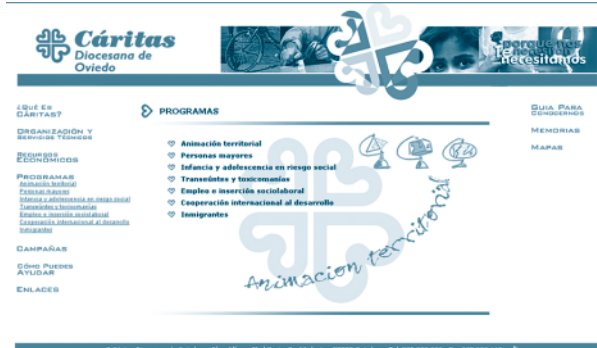 Cáritas
Diocesana de
Oviedo
porque nos
necesitamos
¿QUÉ ES
CÁRITAS?
ORGANIZACIÓN Y
SERVICIOS TÉCNICOS
RECURSOS
ECONÓMICOS
PROGRAMAS
Animación territorial
Personas mayores
Infancia y adolescencia en riesgo social
Transeúntes y toxicomanías
Empleo e inserción sociolaboral
Cooperación internacional al desarrollo
Inmigrantes
CAMPAÑAS
CÓMO PUEDES
AYUDAR
ENLACES
PROGRAMAS
Animación territorial
Personas mayores
Infancia y adolescencia en riesgo social
Transeúntes y toxicomanías
Empleo e inserción sociolaboral
Cooperación internacional al desarrollo
Inmigrantes
Animacion territorial
GUIA PARA
CONOCERNOS
MEMORIAS
MAPAS